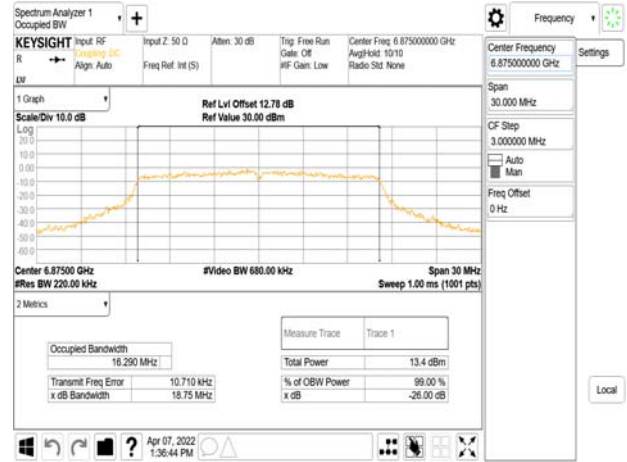 Spectrum Analyzer 1
Occupied BW
+
Frequency
KEYSIGHT
Input: RF
Coupling: DC
Align: Auto
Input Z: 50 Ω
Freq Ref: Int (S)
Atten: 30 dB
Trig: Free Run
Gate: Off
#IF Gain: Low
Center Freq: 6.875000000 GHz
Avg|Hold: 10/10
Radio Std: None
R
LV
Center Frequency
6.875000000 GHz
Settings
Span
30.000 MHz
CF Step
3.000000 MHz
Auto
Man
Freq Offset
0 Hz
1 Graph
Ref Lvl Offset 12.78 dB
Scale/Div 10.0 dB
Ref Value 30.00 dBm
Log
20.0
10.0
0.00
-10.0
-20.0
-30.0
-40.0
-50.0
-60.0
Center 6.87500 GHz
#Video BW 680.00 kHz
Span 30 MHz
#Res BW 220.00 kHz
Sweep 1.00 ms (1001 pts)
2 Metrics
Measure Trace
Trace 1
Occupied Bandwidth
16.290 MHz
Total Power
13.4 dBm
Transmit Freq Error
10.710 kHz
% of OBW Power
99.00 %
x dB Bandwidth
18.75 MHz
x dB
-26.00 dB
Local
?
Apr 07, 2022
1:36:44 PM